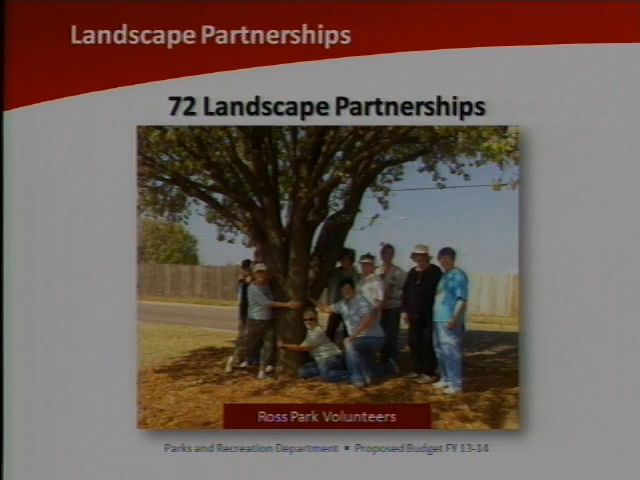 Landscape Partnerships
72 Landscape Partnerships
Ross Park Volunteers
Parks and Recreation Department ▪ Proposed Budget FY 13-14